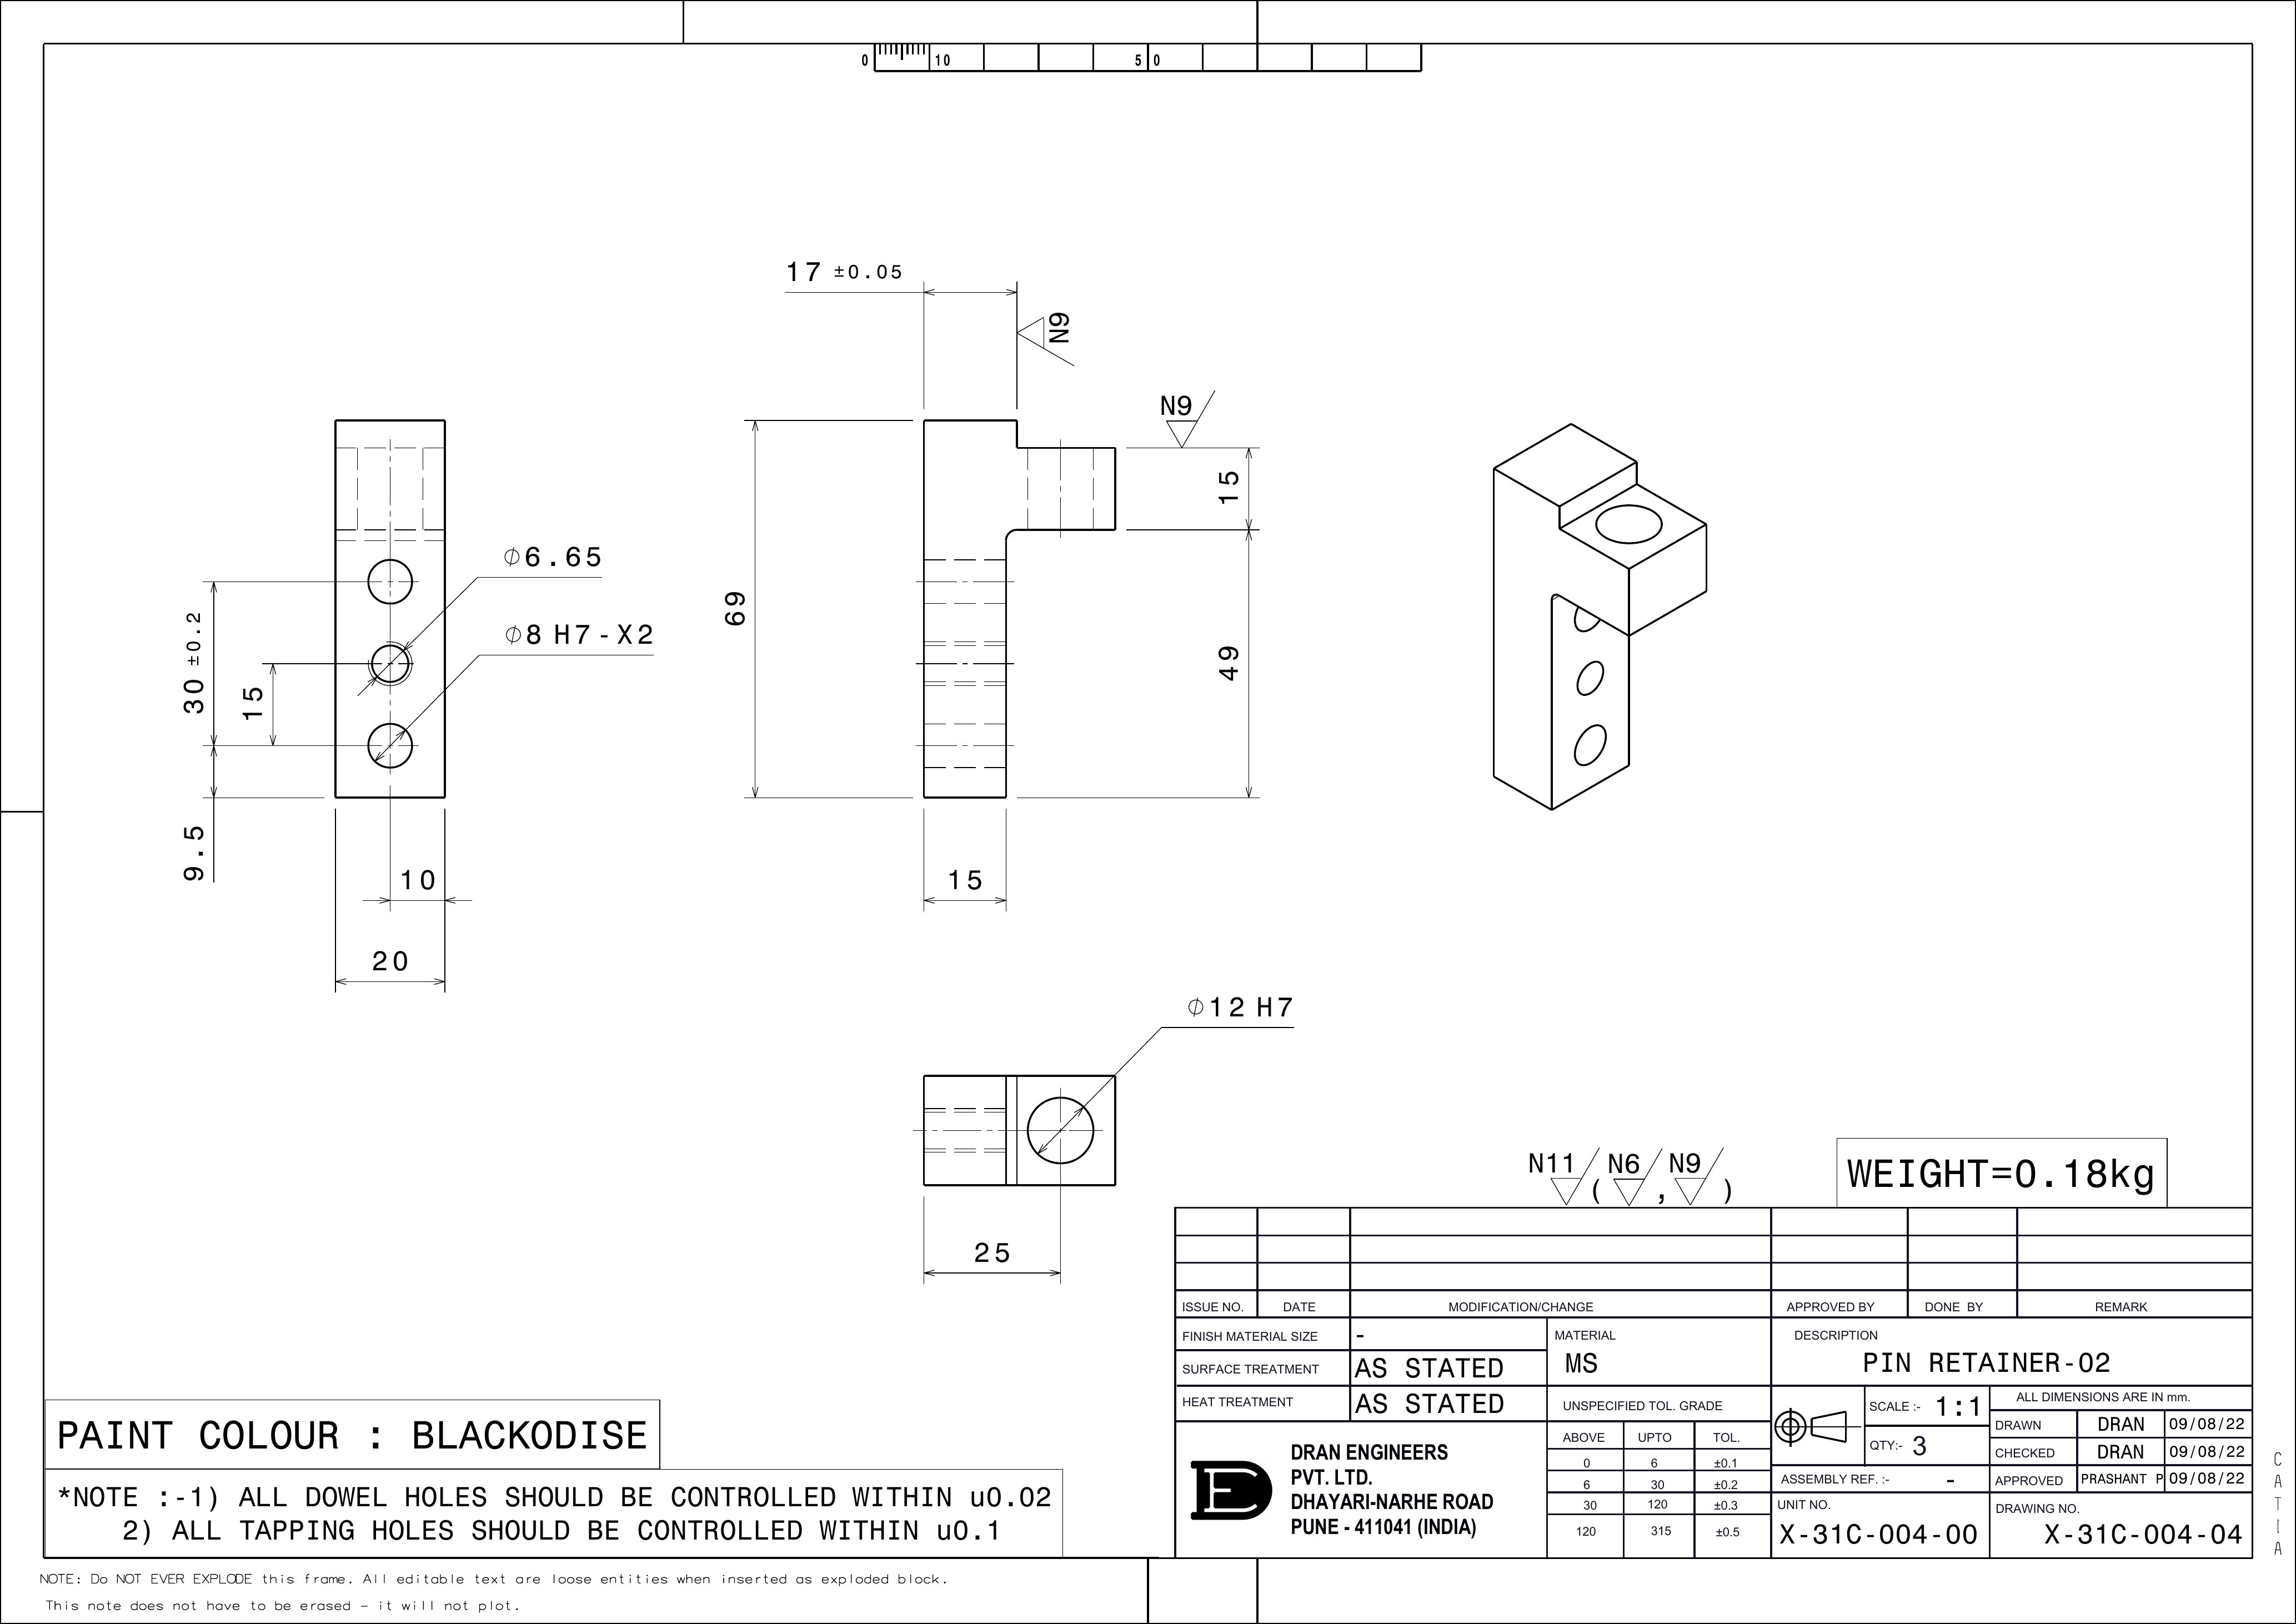 0 10 50
17 ±0.05
N9
N9
15
69
49
15
⌀6.65
⌀8 H7-X2
30 ±0.2
15
9.5
10
20
⌀12 H7
25
N11 ( N6 , N9 )
WEIGHT=0.18kg
ISSUE NO. DATE MODIFICATION/CHANGE APPROVED BY DONE BY REMARK
FINISH MATERIAL SIZE -
SURFACE TREATMENT AS STATED
HEAT TREATMENT AS STATED
MATERIAL
MS
DESCRIPTION
PIN RETAINER-02
UNSPECIFIED TOL. GRADE
ABOVE UPTO TOL.
0 6 ±0.1
6 30 ±0.2
30 120 ±0.3
120 315 ±0.5
SCALE :- 1:1
QTY:- 3
ALL DIMENSIONS ARE IN mm.
DRAWN DRAN 09/08/22
CHECKED DRAN 09/08/22
APPROVED PRASHANT P 09/08/22
ASSEMBLY REF. :- -
UNIT NO.
X-31C-004-00
DRAWING NO.
X-31C-004-04
DE
DRAN ENGINEERS
PVT. LTD.
DHAYARI-NARHE ROAD
PUNE - 411041 (INDIA)
PAINT COLOUR : BLACKODISE
*NOTE :-1) ALL DOWEL HOLES SHOULD BE CONTROLLED WITHIN u0.02
2) ALL TAPPING HOLES SHOULD BE CONTROLLED WITHIN u0.1
NOTE: Do NOT EVER EXPLODE this frame. All editable text are loose entities when inserted as exploded block.
This note does not have to be erased - it will not plot.
CATIA